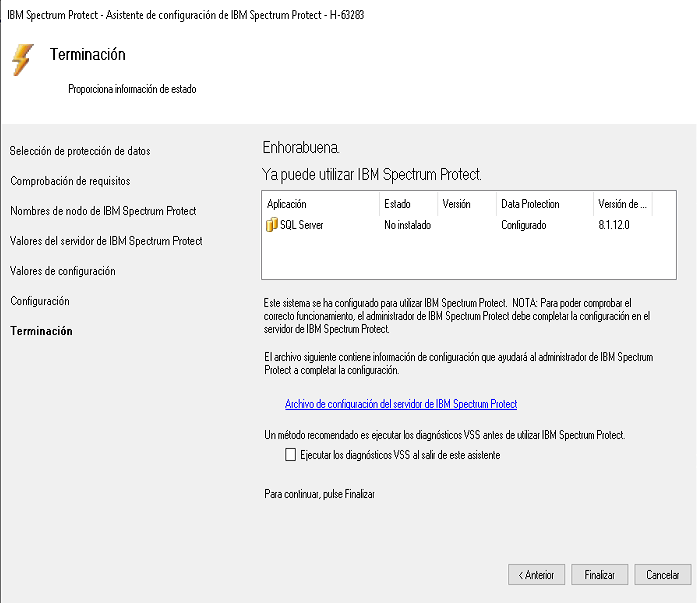 IBM Spectrum Protect - Asistente de configuración de IBM Spectrum Protect - H-63283
Terminación
Proporciona información de estado
Selección de protección de datos
Comprobación de requisitos
Nombres de nodo de IBM Spectrum Protect
Valores del servidor de IBM Spectrum Protect
Valores de configuración
Configuración
Terminación
Enhorabuena.
Ya puede utilizar IBM Spectrum Protect.
Aplicación Estado Versión Data Protection Versión de ...
SQL Server No instalado Configurado 8.1.12.0
Este sistema se ha configurado para utilizar IBM Spectrum Protect. NOTA: Para poder comprobar el
correcto funcionamiento, el administrador de IBM Spectrum Protect debe completar la configuración en el
servidor de IBM Spectrum Protect.
El archivo siguiente contiene información de configuración que ayudará al administrador de IBM Spectrum
Protect a completar la configuración.
Archivo de configuración del servidor de IBM Spectrum Protect
Un método recomendado es ejecutar los diagnósticos VSS antes de utilizar IBM Spectrum Protect.
Ejecutar los diagnósticos VSS al salir de este asistente
Para continuar, pulse Finalizar
< Anterior Finalizar Cancelar